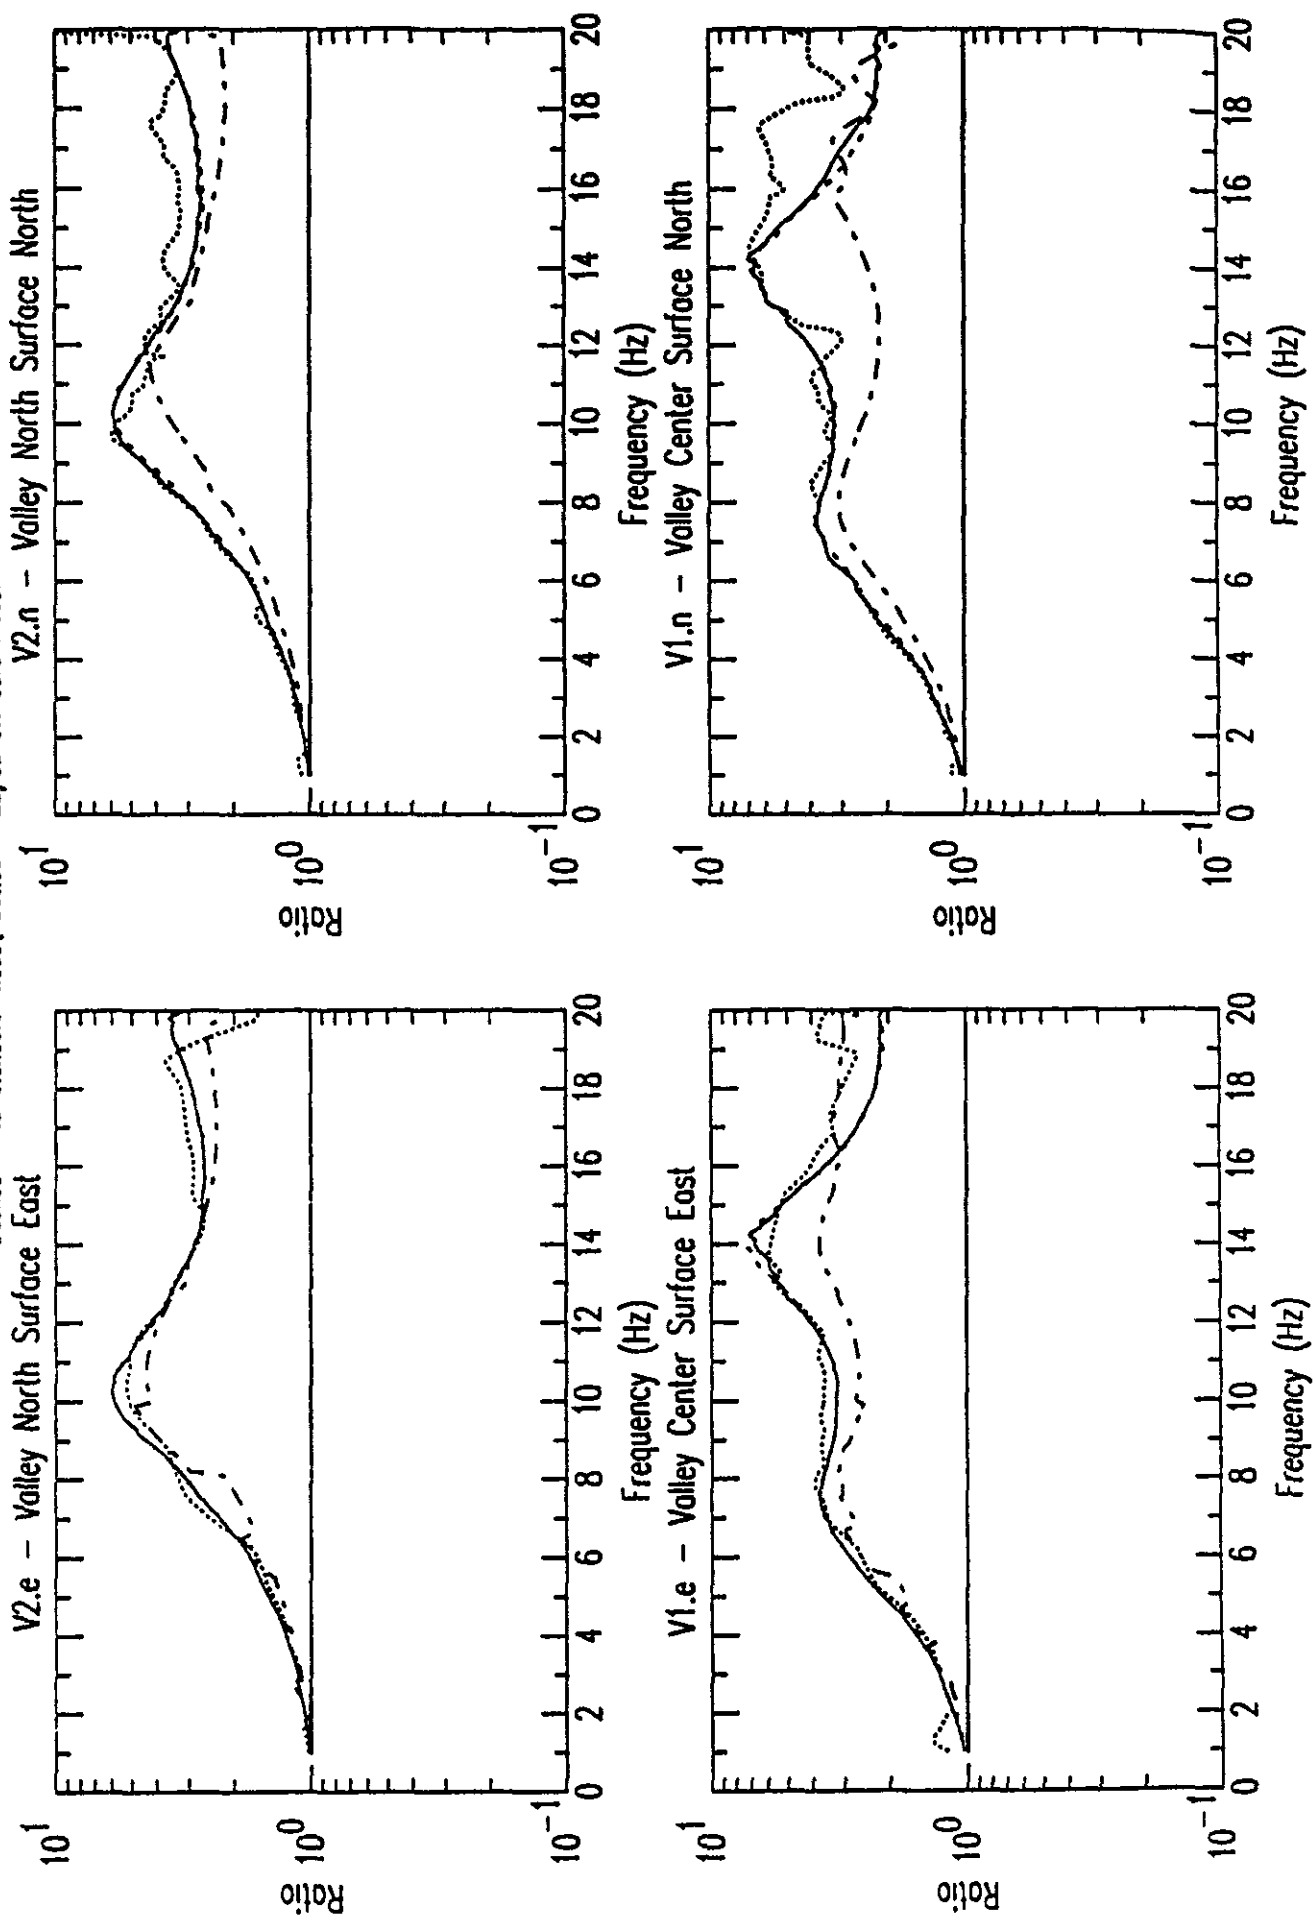 V2.e – Valley North Surface East
10^1
10^0
10^-1
Ratio
0 2 4 6 8 10 12 14 16 18 20
Frequency (Hz)
V2.n – Valley North Surface North
10^1
10^0
10^-1
Ratio
0 2 4 6 8 10 12 14 16 18 20
Frequency (Hz)
V1.e – Valley Center Surface East
10^1
10^0
10^-1
Ratio
0 2 4 6 8 10 12 14 16 18 20
Frequency (Hz)
V1.n – Valley Center Surface North
10^1
10^0
10^-1
Ratio
0 2 4 6 8 10 12 14 16 18 20
Frequency (Hz)